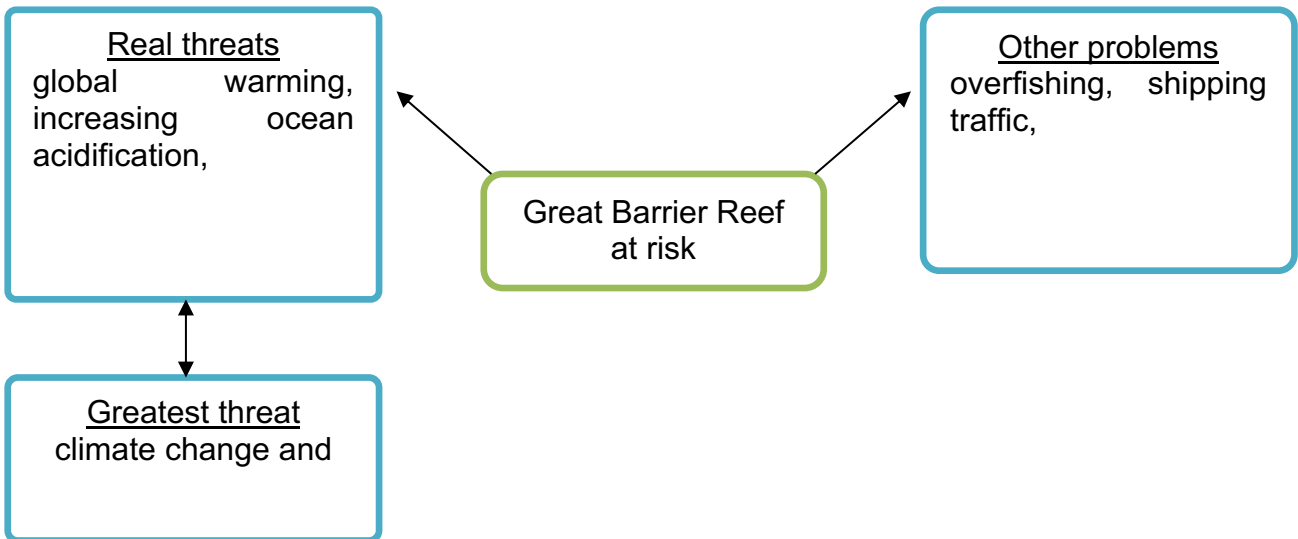 Real threats
global warming,
increasing ocean
acidification,
Other problems
overfishing, shipping
traffic,
Great Barrier Reef
at risk
Greatest threat
climate change and